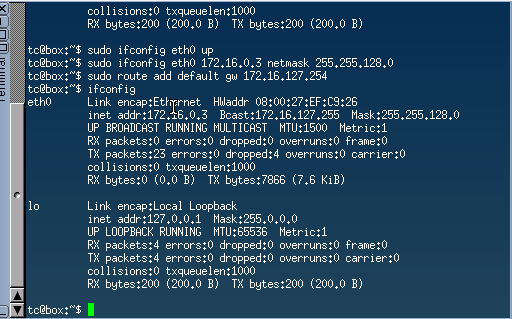 collisions:0 txqueuelen:1000
RX bytes:200 (200.0 B)  TX bytes:200 (200.0 B)
tc@box:~$ sudo ifconfig eth0 up
tc@box:~$ sudo ifconfig eth0 172.16.0.3 netmask 255.255.128.0
tc@box:~$ sudo route add default gw 172.16.127.254
tc@box:~$ ifconfig
eth0      Link encap:Ethernet  HWaddr 08:00:27:EF:C9:26
inet addr:172.16.0.3  Bcast:172.16.127.255  Mask:255.255.128.0
UP BROADCAST RUNNING MULTICAST  MTU:1500  Metric:1
RX packets:0 errors:0 dropped:0 overruns:0 frame:0
TX packets:23 errors:0 dropped:4 overruns:0 carrier:0
collisions:0 txqueuelen:1000
RX bytes:0 (0.0 B)  TX bytes:7866 (7.6 KiB)
lo        Link encap:Local Loopback
inet addr:127.0.0.1  Mask:255.0.0.0
UP LOOPBACK RUNNING  MTU:65536  Metric:1
RX packets:4 errors:0 dropped:0 overruns:0 frame:0
TX packets:4 errors:0 dropped:0 overruns:0 carrier:0
collisions:0 txqueuelen:1000
RX bytes:200 (200.0 B)  TX bytes:200 (200.0 B)
tc@box:~$